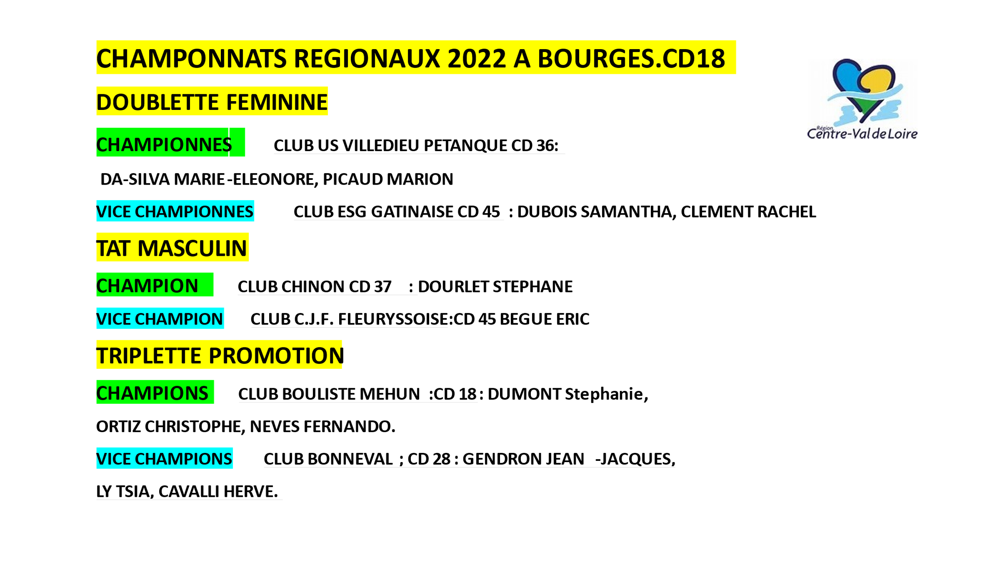 CHAMPONNATS REGIONAUX 2022 A BOURGES.CD18
DOUBLETTE FEMININE
Région
Centre-Val de Loire
CHAMPIONNES CLUB US VILLEDIEU PETANQUE CD 36:
DA-SILVA MARIE-ELEONORE, PICAUD MARION
VICE CHAMPIONNES CLUB ESG GATINAISE CD 45 : DUBOIS SAMANTHA, CLEMENT RACHEL
TAT MASCULIN
CHAMPION CLUB CHINON CD 37 : DOURLET STEPHANE
VICE CHAMPION CLUB C.J.F. FLEURYSSOISE:CD 45 BEGUE ERIC
TRIPLETTE PROMOTION
CHAMPIONS CLUB BOULISTE MEHUN :CD 18 : DUMONT Stephanie,
ORTIZ CHRISTOPHE, NEVES FERNANDO.
VICE CHAMPIONS CLUB BONNEVAL ; CD 28 : GENDRON JEAN -JACQUES,
LY TSIA, CAVALLI HERVE.